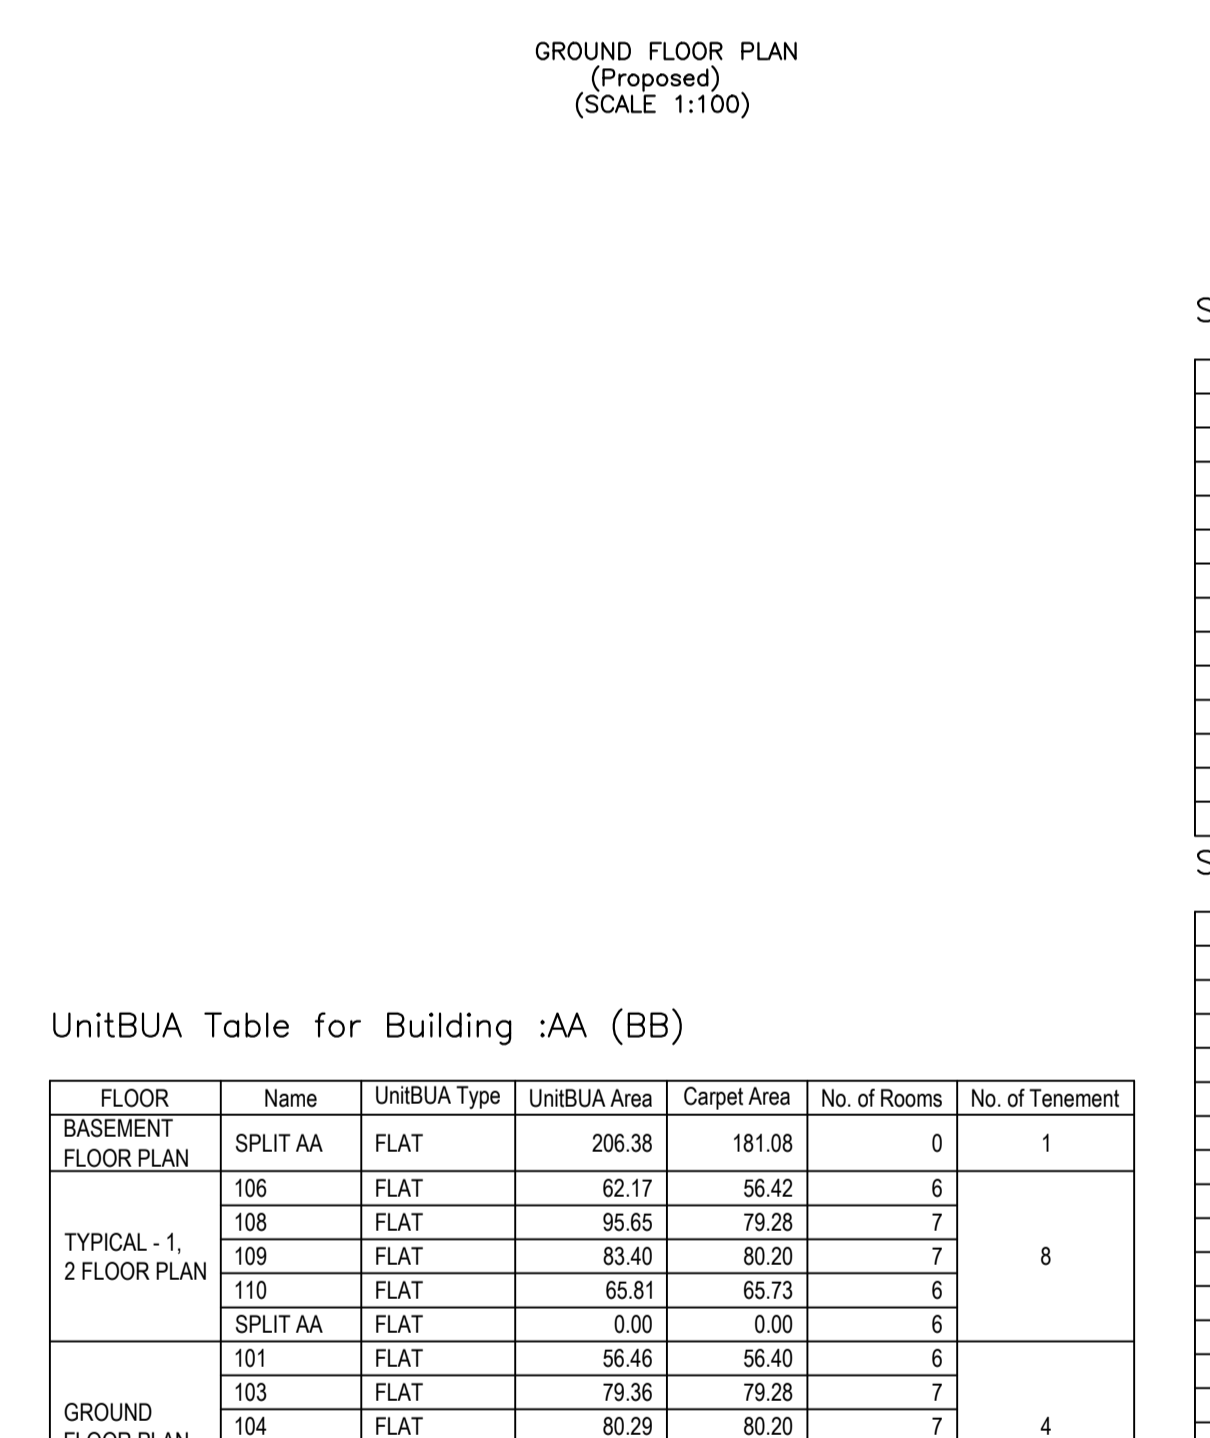 GROUND FLOOR PLAN
(Proposed)
(SCALE 1:100)
UnitBUA Table for Building :AA (BB)
FLOOR Name UnitBUA Type UnitBUA Area Carpet Area No. of Rooms No. of Tenement
BASEMENT FLOOR PLAN SPLIT AA FLAT 206.38 181.08 0 1
TYPICAL - 1, 2 FLOOR PLAN 106 FLAT 62.17 56.42 6 8
108 FLAT 95.65 79.28 7
109 FLAT 83.40 80.20 7
110 FLAT 65.81 65.73 6
SPLIT AA FLAT 0.00 0.00 6
GROUND FLOOR PLAN 101 FLAT 56.46 56.40 6 4
103 FLAT 79.36 79.28 7
104 FLAT 80.29 80.20 7